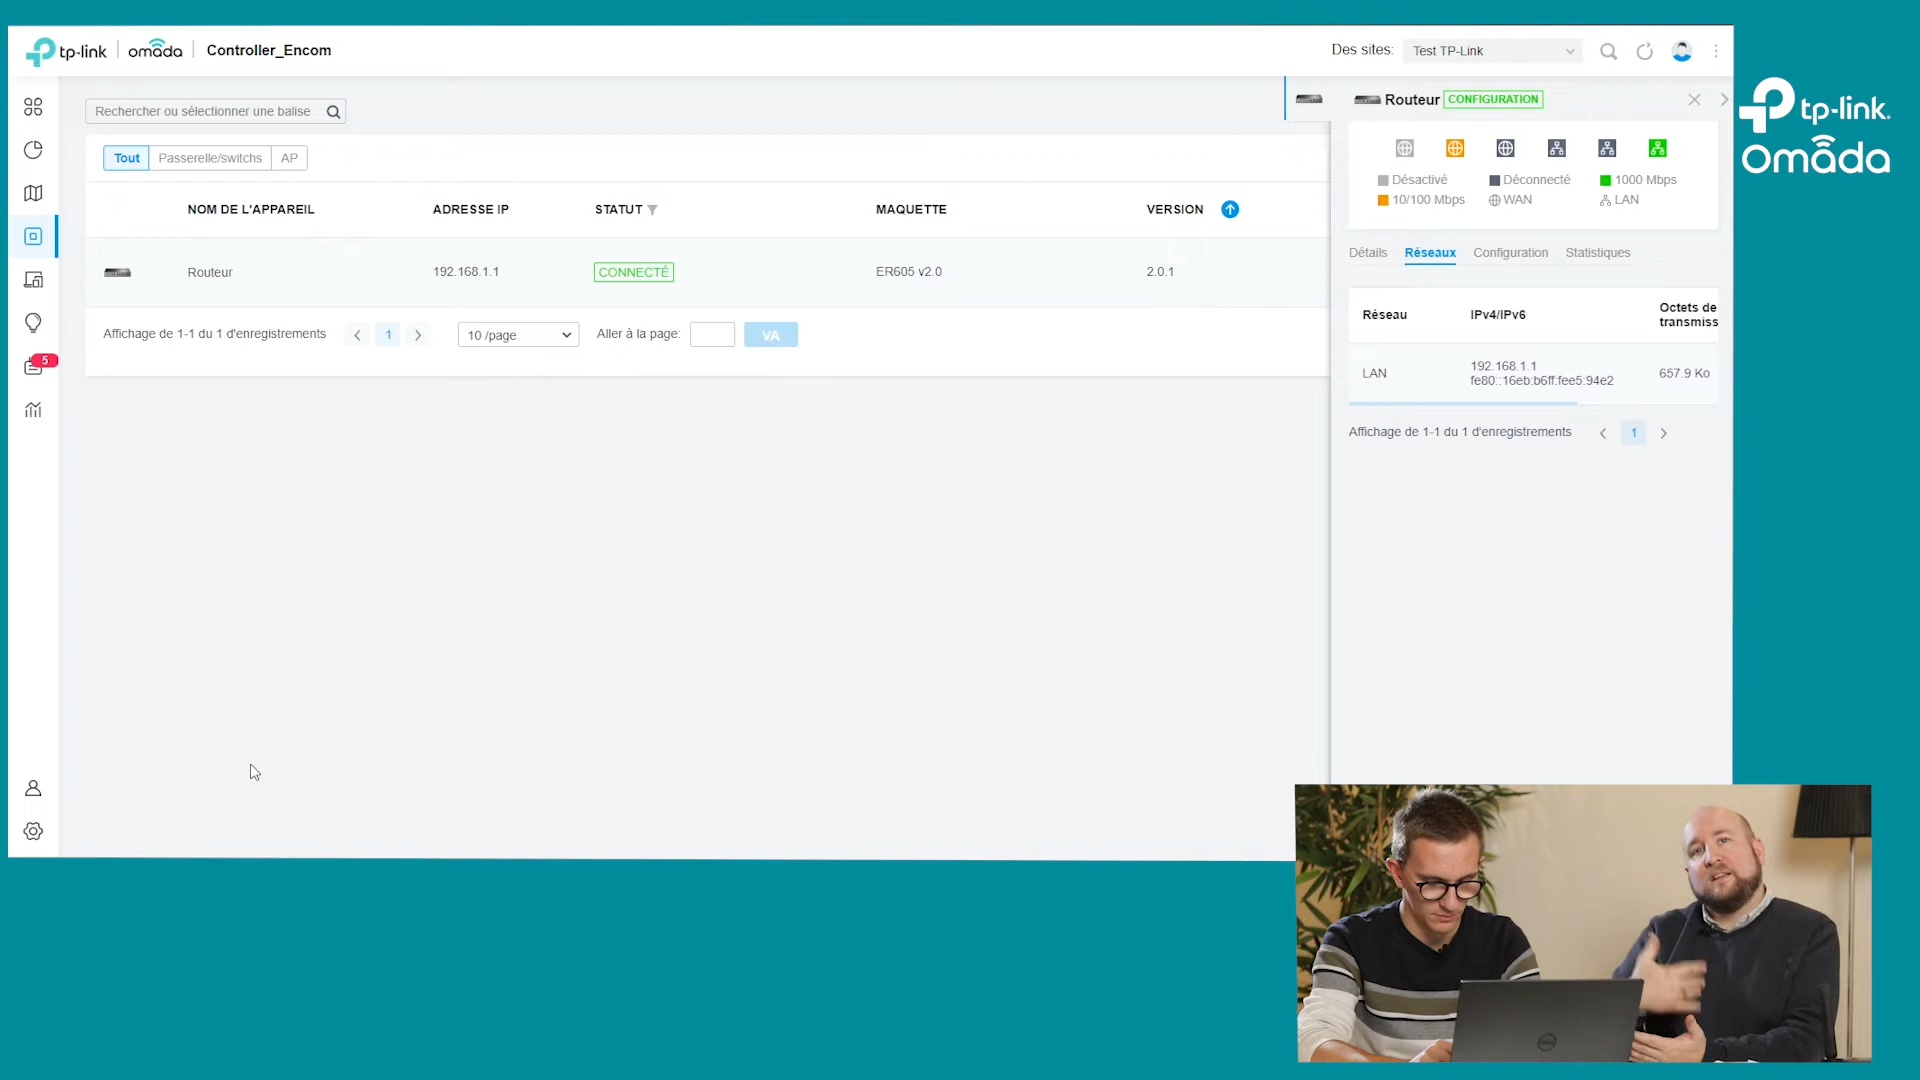 tp-link | omada | Controller_Encom
Des sites: Test TP-Link
Rechercher ou sélectionner une balise
Tout Passerelle/switchs AP
NOM DE L'APPAREIL ADRESSE IP STATUT MAQUETTE VERSION
Routeur 192.168.1.1 CONNECTÉ ER605 v2.0 2.0.1
Affichage de 1-1 du 1 d'enregistrements 1 10 /page Aller à la page: VA
5
Routeur CONFIGURATION
Désactivé Déconnecté 1000 Mbps
10/100 Mbps WAN LAN
Détails Réseaux Configuration Statistiques
Réseau IPv4/IPv6 Octets de
transmiss
LAN 192.168.1.1 657.9 Ko
fe80::16eb:b6ff:fee5:94e2
Affichage de 1-1 du 1 d'enregistrements 1
tp-link
Omada
DELL